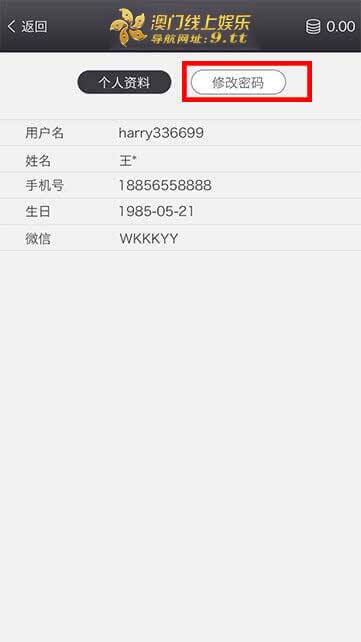 返回
澳门线上娱乐
导航网址:9.tt
0.00
个人资料
修改密码
用户名 harry336699
姓名 王*
手机号 18856558888
生日 1985-05-21
微信 WKKKYY